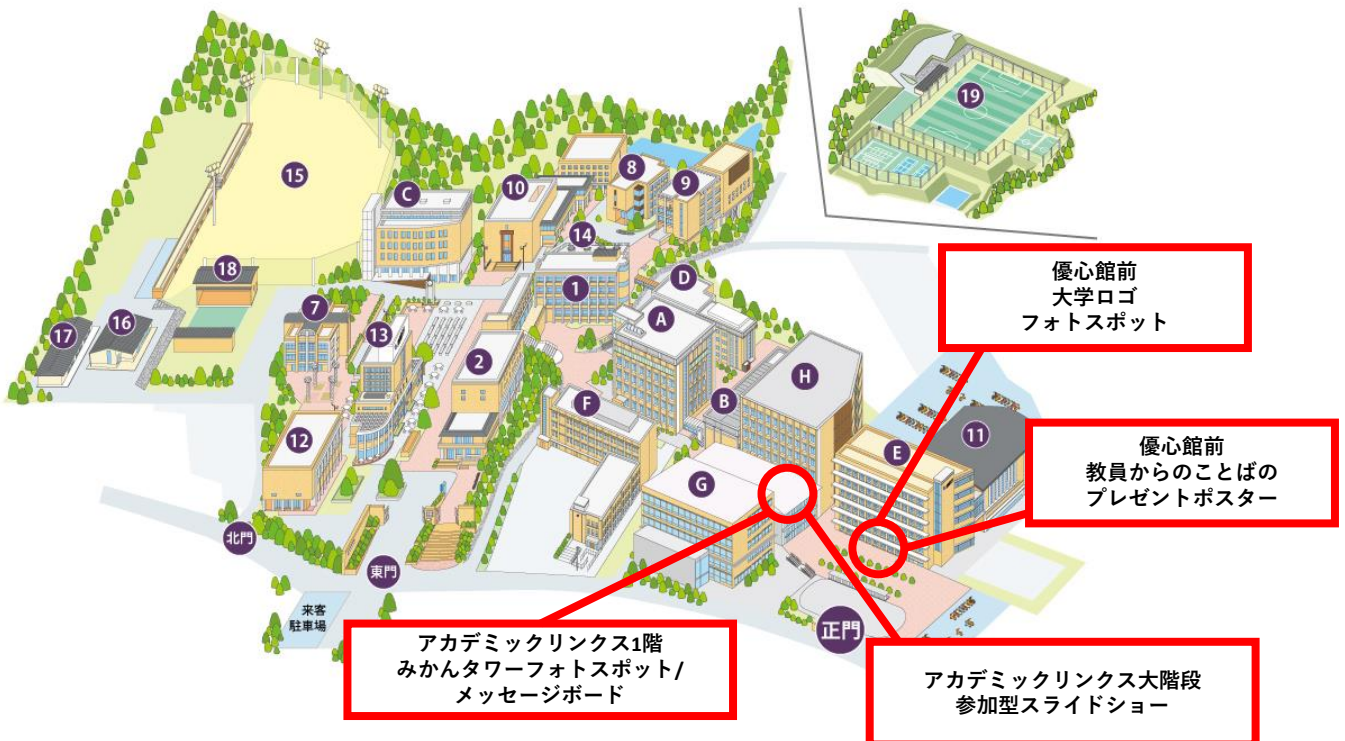 15
C
10
8
9
19
14
18
7
1
D
17
16
13
A
2
H
F
B
11
12
E
G
北門
東門
来客
駐車場
正門
優心館前
大学ロゴ
フォトスポット
優心館前
教員からのことばの
プレゼントポスター
アカデミックリンクス1階
みかんタワーフォトスポット/
メッセージボード
アカデミックリンクス大階段
参加型スライドショー